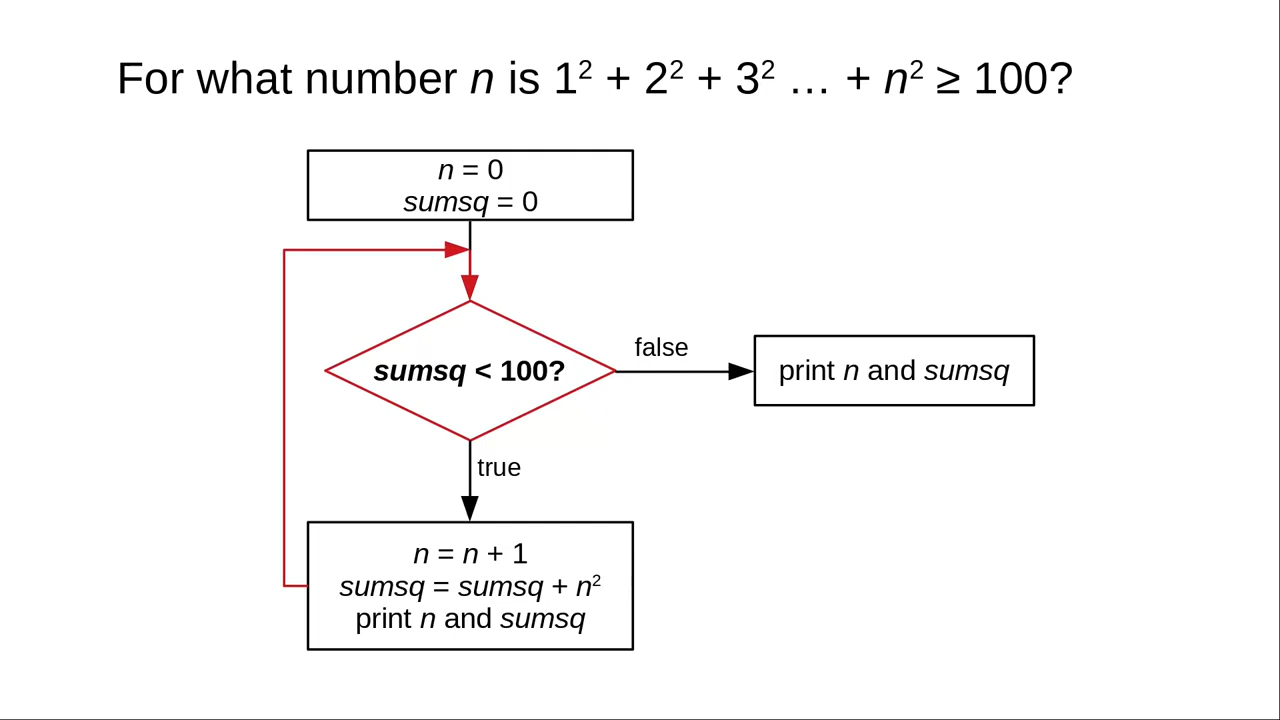 For what number n is 1² + 2² + 3² … + n² ≥ 100?
n = 0
sumsq = 0
sumsq < 100?
false
print n and sumsq
true
n = n + 1
sumsq = sumsq + n²
print n and sumsq